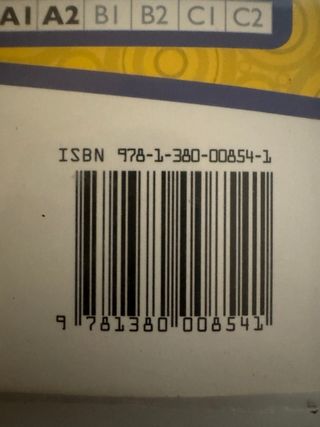 A1 A2 B1 B2 C1 C2
ISBN 978-1-380-00854-1
9 781380 008541